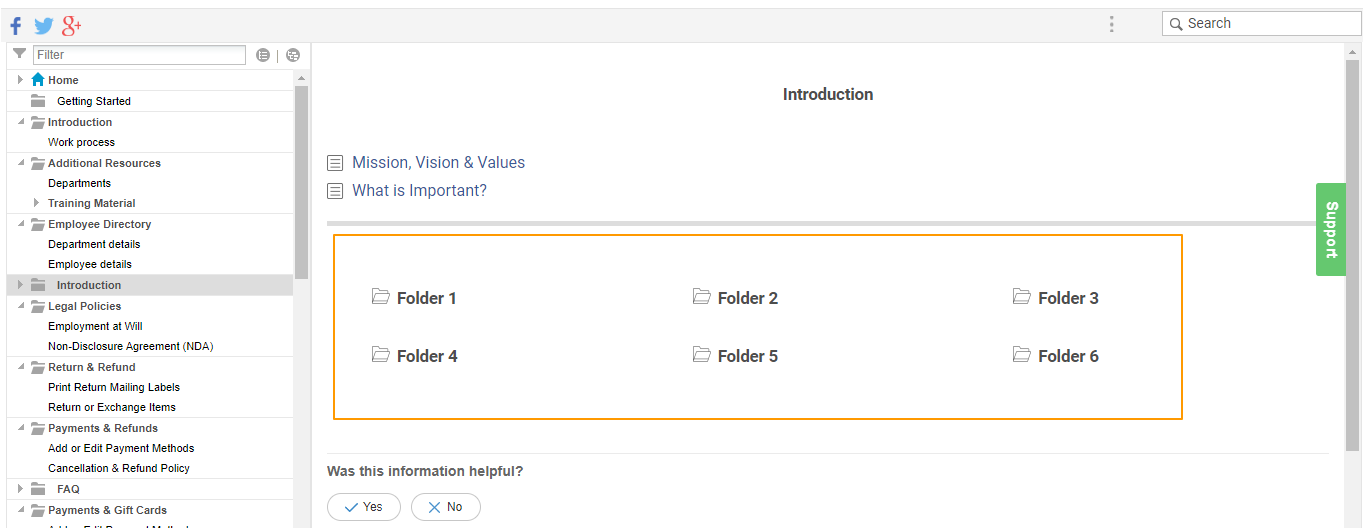 Search
Filter
Home
Getting Started
Introduction
Work process
Additional Resources
Departments
Training Material
Employee Directory
Department details
Employee details
Introduction
Legal Policies
Employment at Will
Non-Disclosure Agreement (NDA)
Return & Refund
Print Return Mailing Labels
Return or Exchange Items
Payments & Refunds
Add or Edit Payment Methods
Cancellation & Refund Policy
FAQ
Payments & Gift Cards
Introduction
Mission, Vision & Values
What is Important?
Folder 1 Folder 2 Folder 3
Folder 4 Folder 5 Folder 6
Was this information helpful?
Yes No
Support